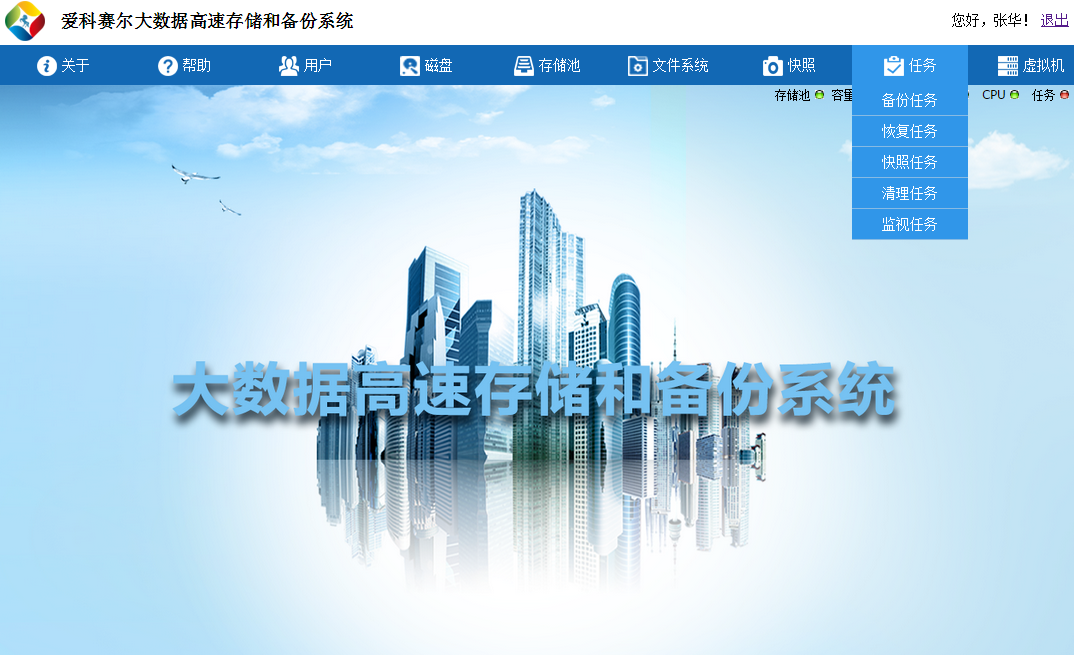 爱科赛尔大数据高速存储和备份系统
您好，张华！ 退出
关于 帮助 用户 磁盘 存储池 文件系统 快照 任务 虚拟机
存储池 容量 CPU 任务
备份任务
恢复任务
快照任务
清理任务
监视任务
大数据高速存储和备份系统